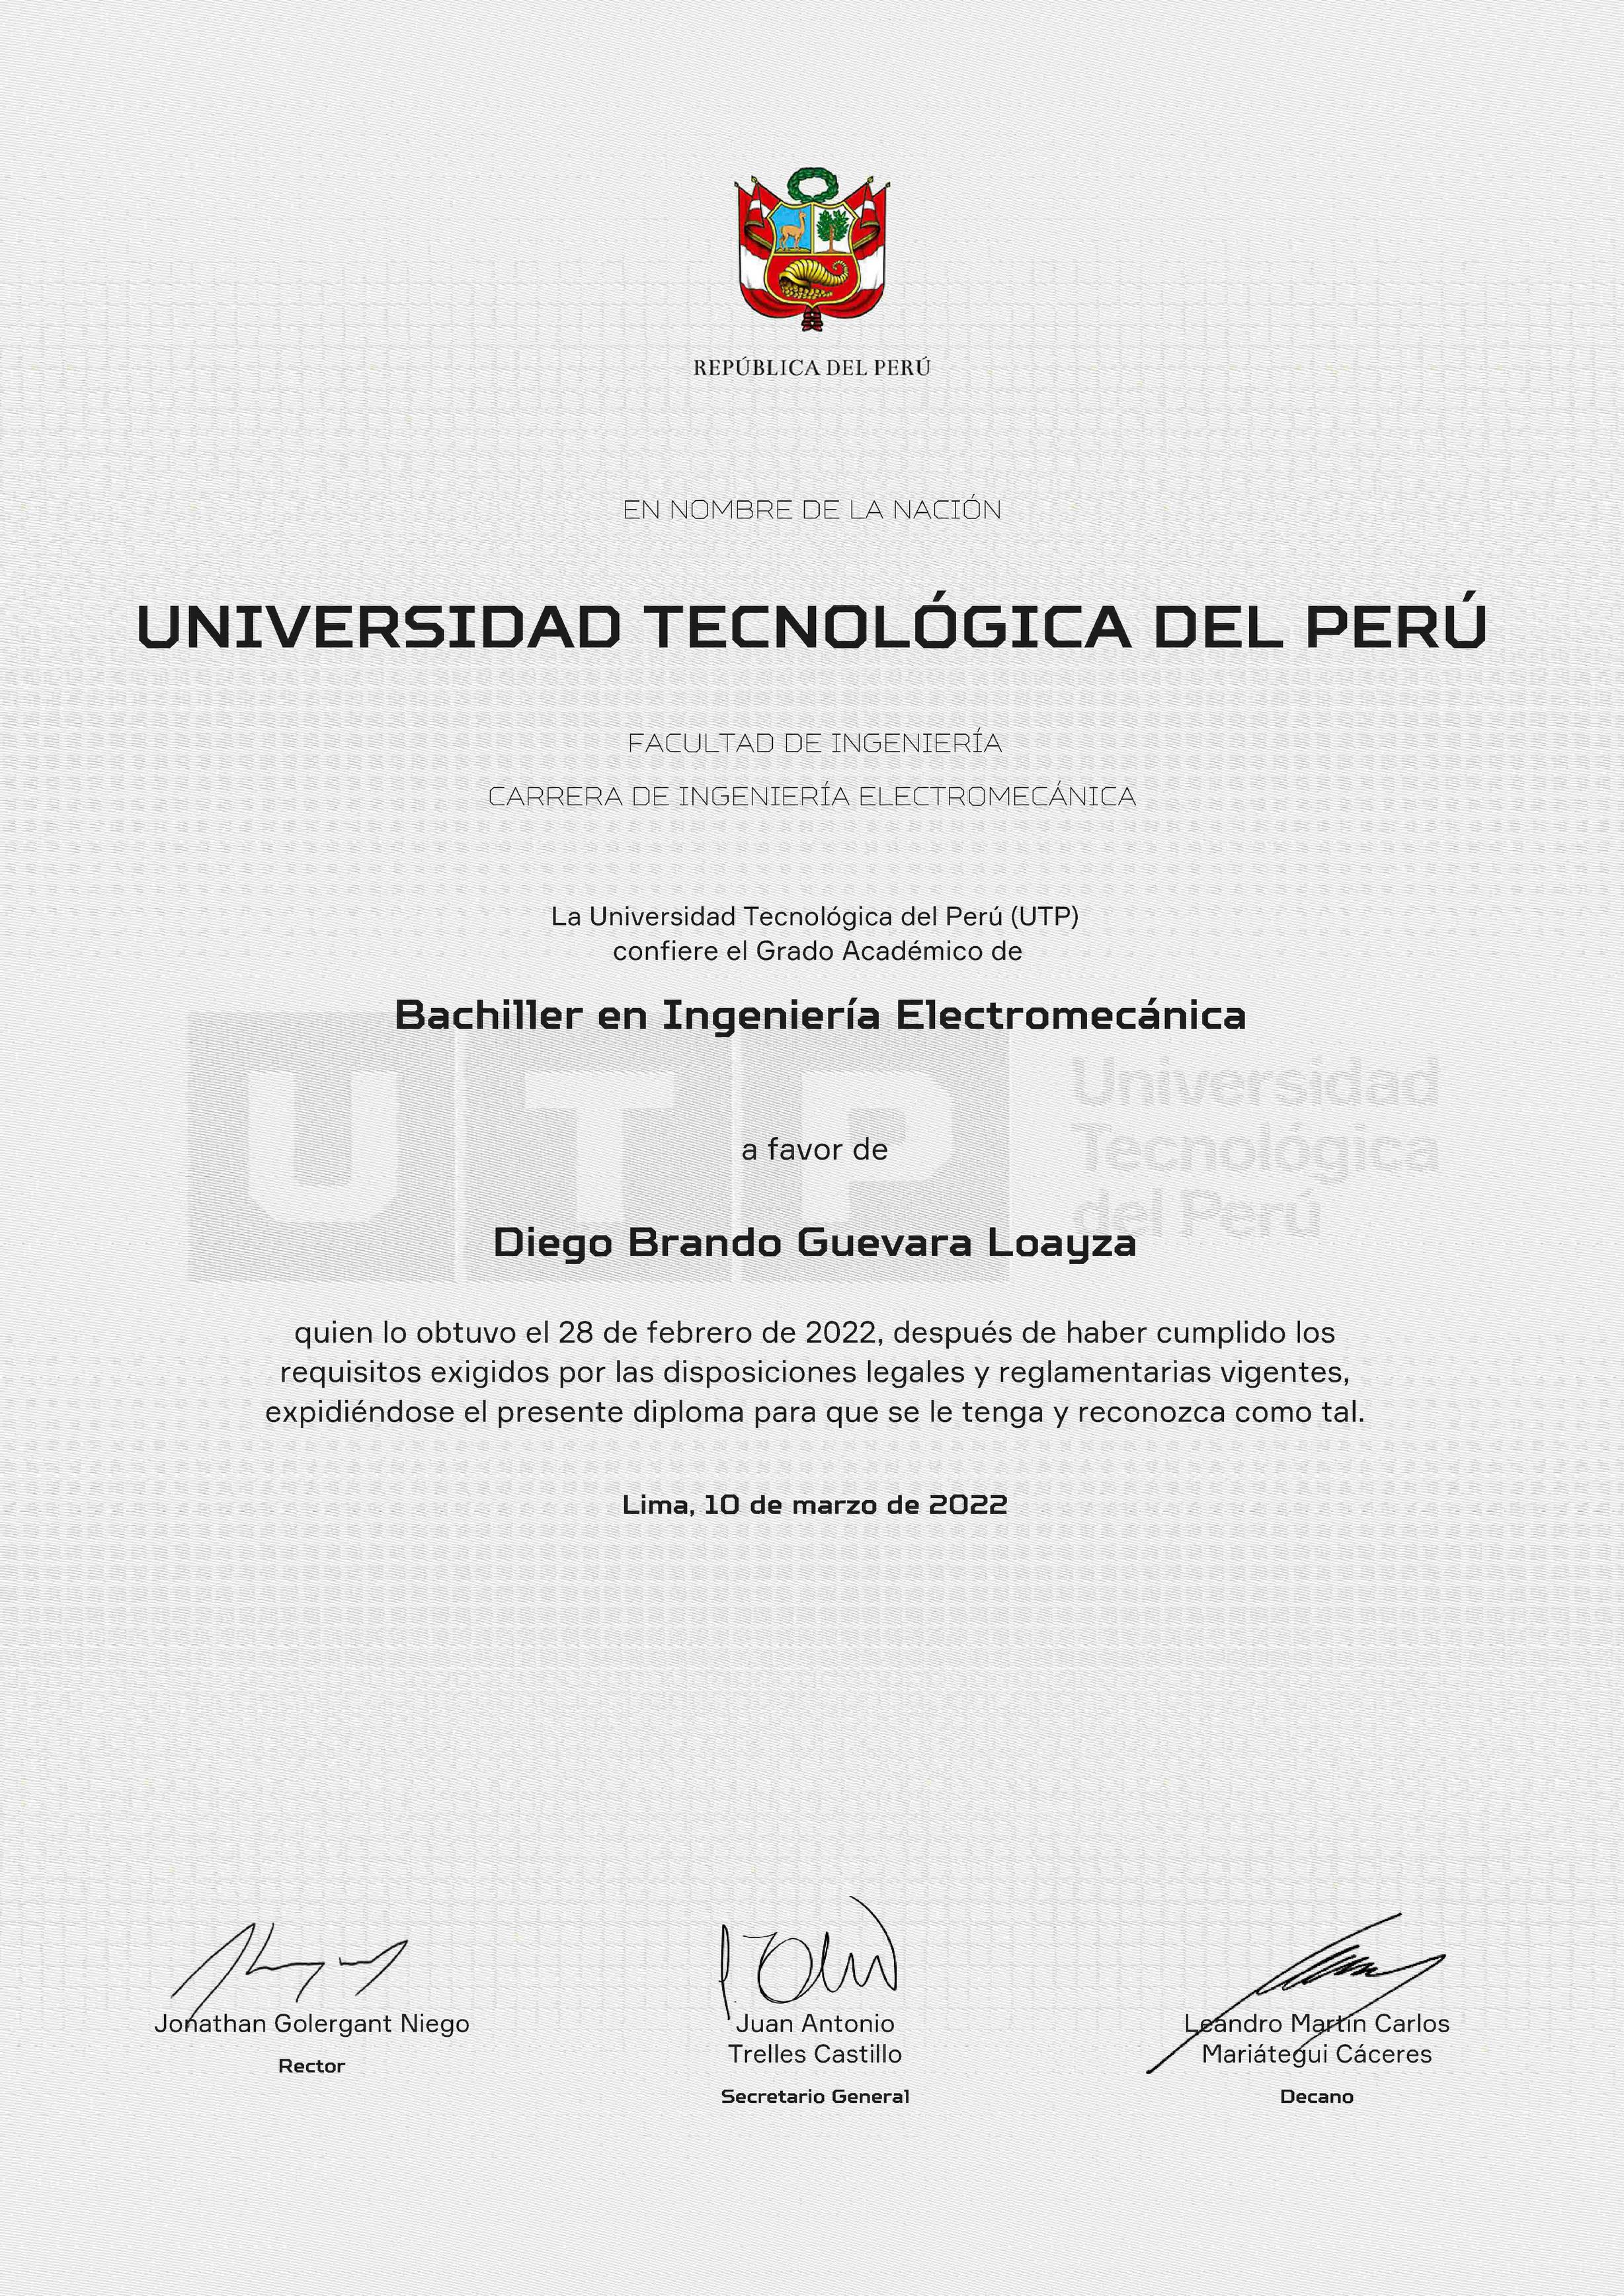 REPÚBLICA DEL PERÚ
EN NOMBRE DE LA NACIÓN
UNIVERSIDAD TECNOLÓGICA DEL PERÚ
FACULTAD DE INGENIERÍA
CARRERA DE INGENIERÍA ELECTROMECÁNICA
La Universidad Tecnológica del Perú (UTP)
confiere el Grado Académico de
Bachiller en Ingeniería Electromecánica
UTP
Universidad
Tecnológica
del Perú
a favor de
Diego Brando Guevara Loayza
quien lo obtuvo el 28 de febrero de 2022, después de haber cumplido los
requisitos exigidos por las disposiciones legales y reglamentarias vigentes,
expidiéndose el presente diploma para que se le tenga y reconozca como tal.
Lima, 10 de marzo de 2022
Jonathan Golergant Niego
Rector
Juan Antonio
Trelles Castillo
Secretario General
Leandro Martin Carlos
Mariátegui Cáceres
Decano